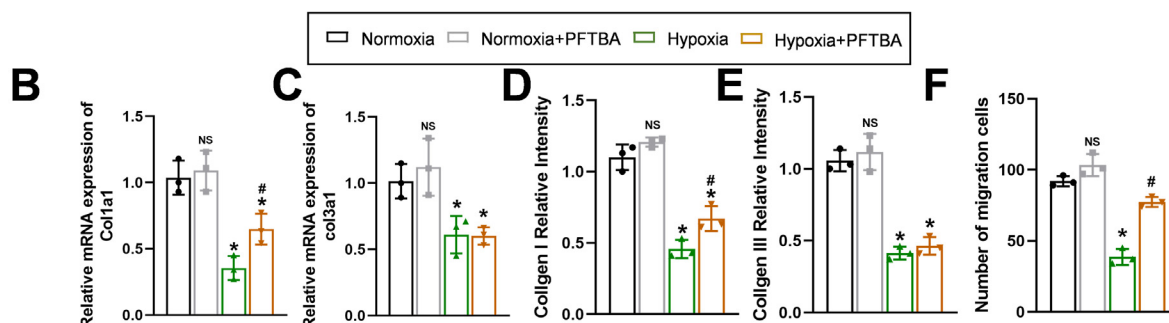 Normoxia Normoxia+PFTBA Hypoxia Hypoxia+PFTBA
B
Relative mRNA expression of
Col1a1
1.5
1.0
0.5
0.0
NS
*
#
*
C
Relative mRNA expression of
col3a1
1.5
1.0
0.5
0.0
NS
*
*
D
Collgen I Relative Intensity
1.5
1.0
0.5
0.0
NS
*
#
*
E
Collgen III Relative Intensity
1.5
1.0
0.5
0.0
NS
*
*
F
Number of migration cells
150
100
50
0
NS
*
#